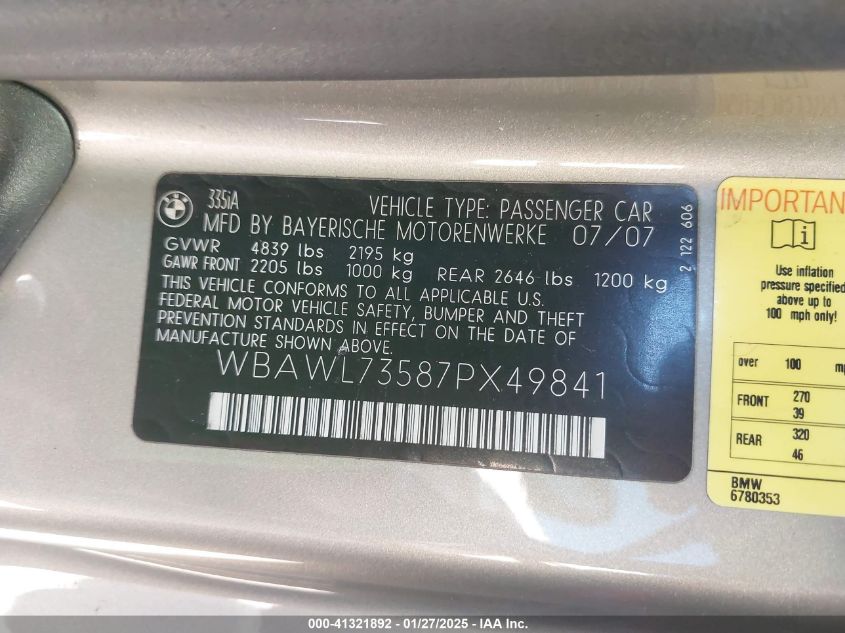 335iA
VEHICLE TYPE: PASSENGER CAR
MFD BY BAYERISCHE MOTORENWERKE 07/07
GVWR 4839 lbs 2195 kg
GAWR FRONT 2205 lbs 1000 kg REAR 2646 lbs 1200 kg
THIS VEHICLE CONFORMS TO ALL APPLICABLE U.S.
FEDERAL MOTOR VEHICLE SAFETY, BUMPER AND THEFT
PREVENTION STANDARDS IN EFFECT ON THE DATE OF
MANUFACTURE SHOWN ABOVE.
WBAWL73587PX49841
2 122 606
IMPORTAN
Use inflation
pressure specified
above up to
100 mph only!
over 100 mp
FRONT 270
39
REAR 320
46
BMW
6780353
000-41321892 - 01/27/2025 - IAAI.COM